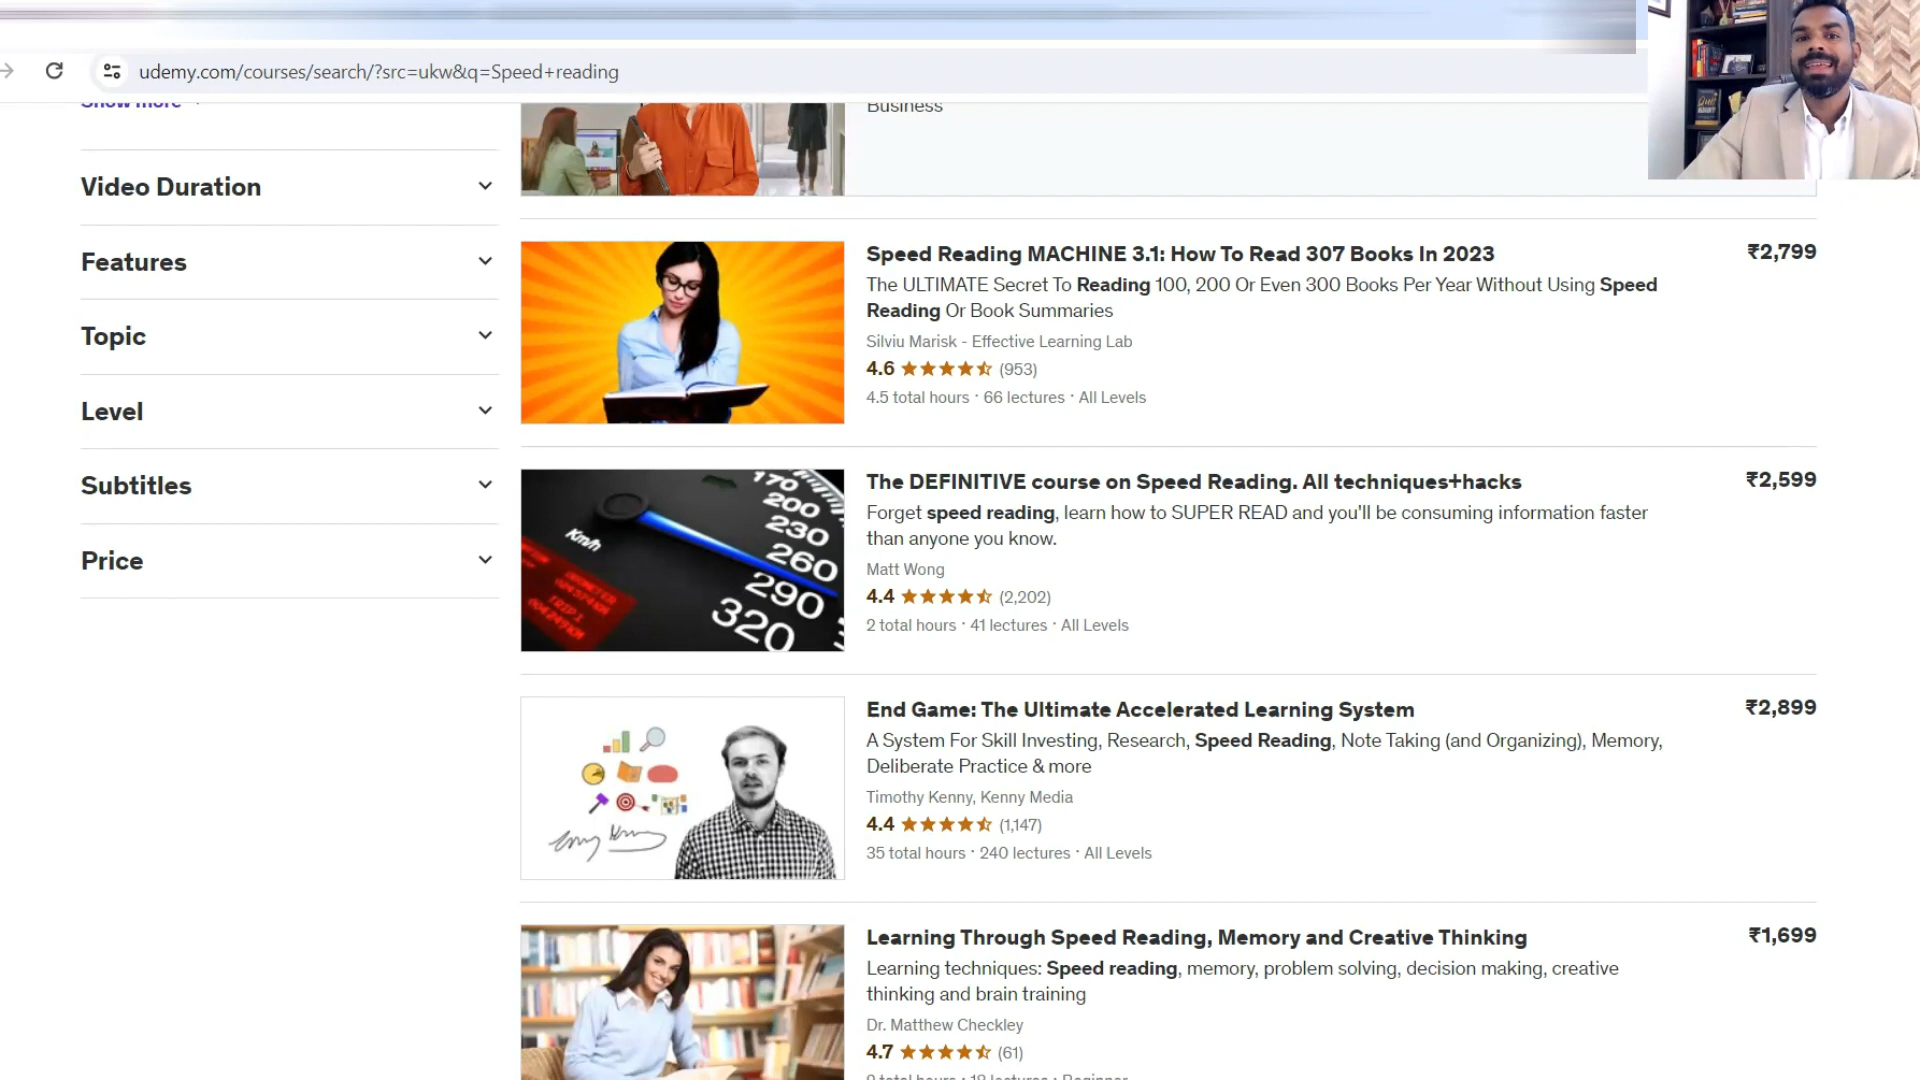 udemy.com/courses/search/?src=ukw&q=Speed+reading
Show more
Business
Video Duration
Features
Topic
Level
Subtitles
Price
Speed Reading MACHINE 3.1: How To Read 307 Books In 2023
₹2,799
The ULTIMATE Secret To Reading 100, 200 Or Even 300 Books Per Year Without Using Speed
Reading Or Book Summaries
Silviu Marisk - Effective Learning Lab
4.6 (953)
4.5 total hours · 66 lectures · All Levels
170
200
230
260
290
320
Km/h
The DEFINITIVE course on Speed Reading. All techniques+hacks
₹2,599
Forget speed reading, learn how to SUPER READ and you'll be consuming information faster
than anyone you know.
Matt Wong
4.4 (2,202)
2 total hours · 41 lectures · All Levels
End Game: The Ultimate Accelerated Learning System
₹2,899
A System For Skill Investing, Research, Speed Reading, Note Taking (and Organizing), Memory,
Deliberate Practice & more
Timothy Kenny, Kenny Media
4.4 (1,147)
35 total hours · 240 lectures · All Levels
Learning Through Speed Reading, Memory and Creative Thinking
₹1,699
Learning techniques: Speed reading, memory, problem solving, decision making, creative
thinking and brain training
Dr. Matthew Checkley
4.7 (61)
total hours · 18 lectures · Beginner